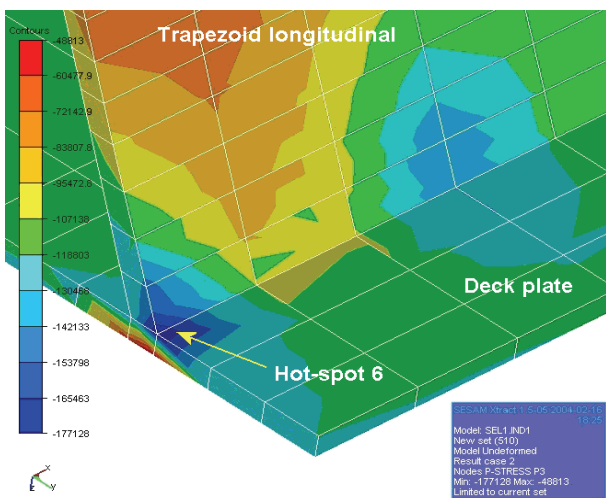 Contours
-48813
-60477.9
-72142.9
-83807.8
-95472.8
-107138
-118803
-130468
-142133
-153798
-165463
-177128
Trapezoid longitudinal
Deck plate
Hot-spot 6
x
y
SESAM Xtract 1.5-05 2004-02-16
18:25
Model: SEL1.IND1
New set (510)
Model Undeformed
Result case 2
Nodes P-STRESS P3
Min: -177128 Max: -48813
Limited to current set